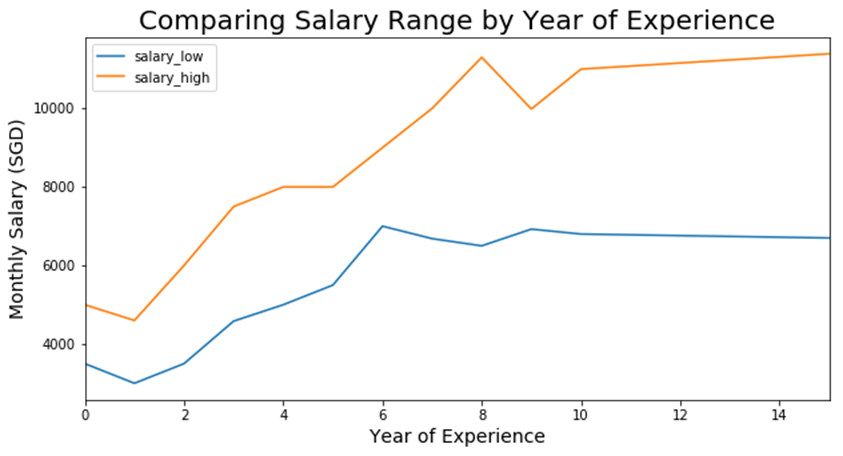 Comparing Salary Range by Year of Experience
salary_low
salary_high
Monthly Salary (SGD)
10000
8000
6000
4000
0 2 4 6 8 10 12 14
Year of Experience